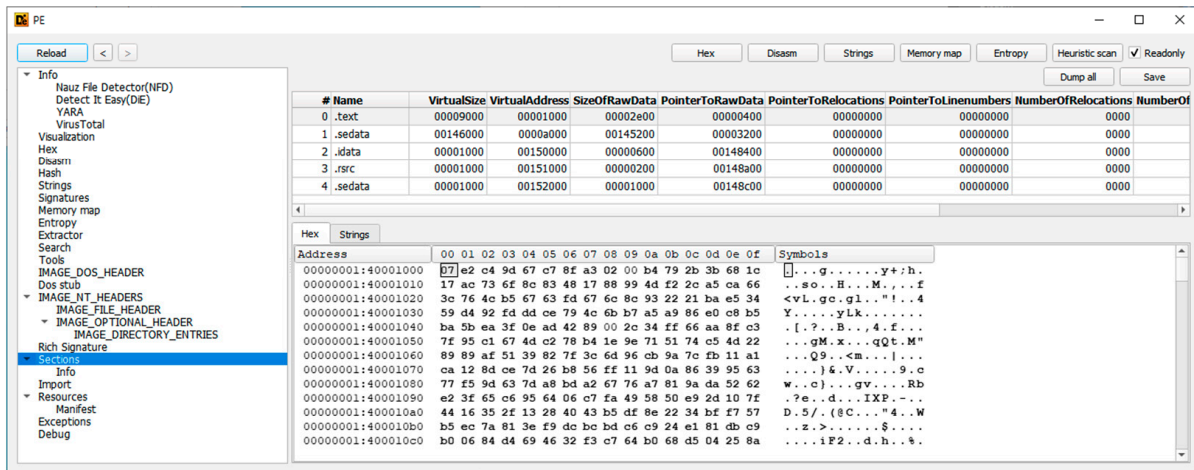 PE
Reload < > Hex Disasm Strings Memory map Entropy Heuristic scan Readonly
Dump all Save
Info
Nauz File Detector(NFD)
Detect It Easy(DiE)
YARA
VirusTotal
Visualization
Hex
Disasm
Hash
Strings
Signatures
Memory map
Entropy
Extractor
Search
Tools
IMAGE_DOS_HEADER
Dos stub
IMAGE_NT_HEADERS
IMAGE_FILE_HEADER
IMAGE_OPTIONAL_HEADER
IMAGE_DIRECTORY_ENTRIES
Rich Signature
Sections
Info
Import
Resources
Manifest
Exceptions
Debug
# Name VirtualSize VirtualAddress SizeOfRawData PointerToRawData PointerToRelocations PointerToLinenumbers NumberOfRelocations NumberOf
0 .text 00009000 00001000 00002e00 00000400 00000000 00000000 0000
1 .sedata 00146000 0000a000 00145200 00003200 00000000 00000000 0000
2 .idata 00001000 00150000 00000600 00148400 00000000 00000000 0000
3 .rsrc 00001000 00151000 00000200 00148a00 00000000 00000000 0000
4 .sedata 00001000 00152000 00001000 00148c00 00000000 00000000 0000
Hex Strings
Address 00 01 02 03 04 05 06 07 08 09 0a 0b 0c 0d 0e 0f Symbols
00000001:40001000 07 e2 c4 9d 67 c7 8f a3 02 00 b4 79 2b 3b 68 1c ....g......y+;h.
00000001:40001010 17 ac 73 6f 8c 83 48 17 88 99 4d f2 2c a5 ca 66 ..so..H...M.,..f
00000001:40001020 3c 76 4c b5 67 63 fd 67 6c 8c 93 22 21 ba e5 34 <vL.gc.gl.."!..4
00000001:40001030 59 d4 92 fd dd ce 79 4c 6b b7 a5 a9 86 e0 c8 b5 Y.....yLk.......
00000001:40001040 ba 5b ea 3f 0e ad 42 89 00 2c 34 ff 66 aa 8f c3 .[.?..B..,4.f...
00000001:40001050 7f 95 c1 67 4d c2 78 b4 1e 9e 71 51 74 c5 4d 22 ...gM.x...qQt.M"
00000001:40001060 89 89 af 51 39 82 7f 3c 6d 96 cb 9a 7c fb 11 a1 ...Q9..<m...|...
00000001:40001070 ca 12 8d ce 7d 26 b8 56 ff 11 9d 0a 86 39 95 63 ....}&.V.....9.c
00000001:40001080 77 f5 9d 63 7d a8 bd a2 67 76 a7 81 9a da 52 62 w..c}...gv....Rb
00000001:40001090 e2 3f 65 c6 95 64 06 c7 fa 49 58 50 e9 2d 10 7f .?e..d...IXP.-..
00000001:400010a0 44 16 35 2f 13 28 40 43 b5 df 8e 22 34 bf f7 57 D.5/.(@C..."4..W
00000001:400010b0 b5 ec 7a 81 3e f9 dc bc bd c6 c9 24 e1 81 db c9 ..z.>......$....
00000001:400010c0 b0 06 84 d4 69 46 32 f3 c7 64 b0 68 d5 04 25 8a ....iF2..d.h..%.